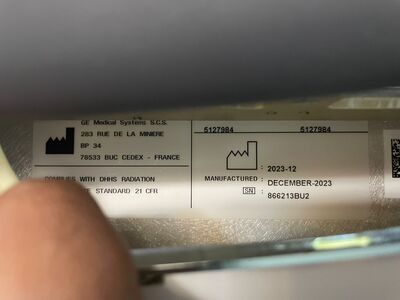 GE Medical Systems S.C.S.
283 RUE DE LA MINIERE
BP 34
78533 BUC CEDEX - FRANCE
COMPLIES WITH DHHS RADIATION
STANDARD 21 CFR
5127984 5127984
: 2023-12
MANUFACTURED : DECEMBER-2023
SN : 866213BU2